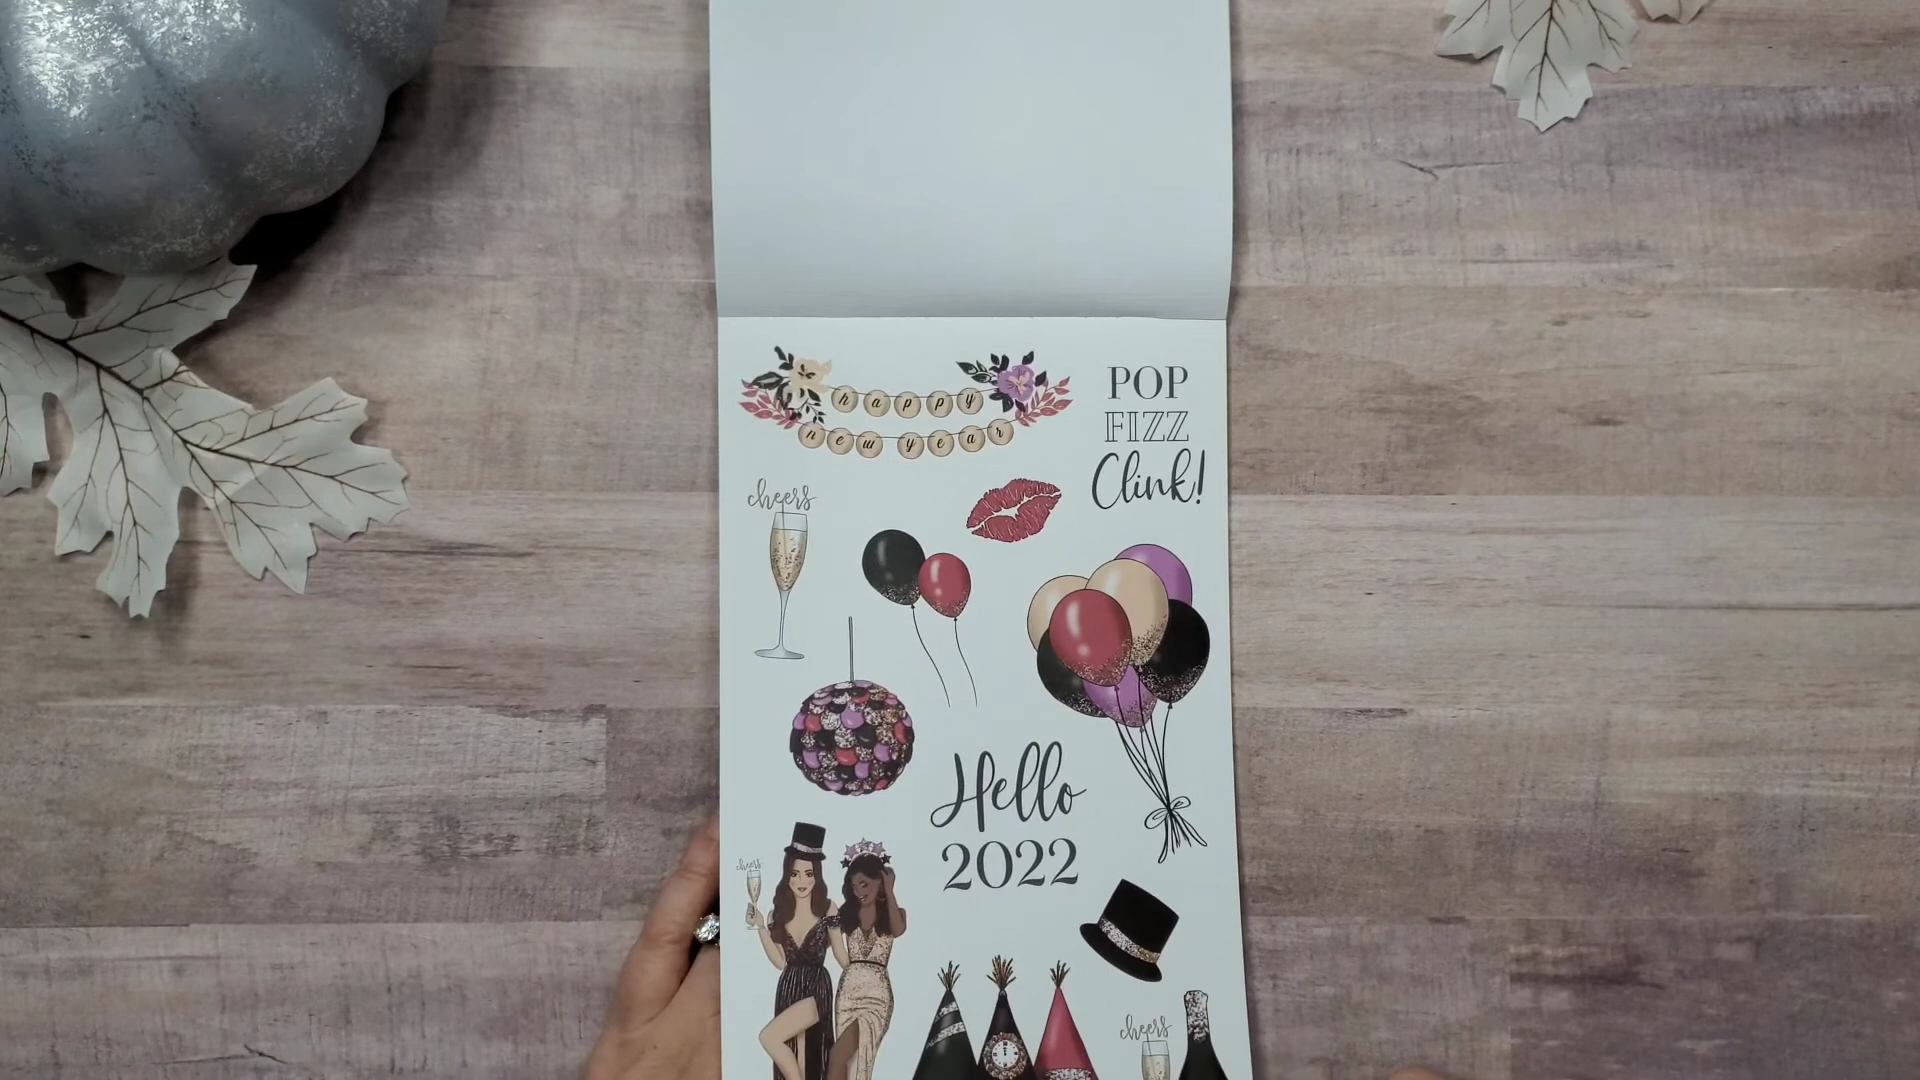 happy
new year
POP
FIZZ
Clink!
cheers
Hello
2022
cheers
cheers